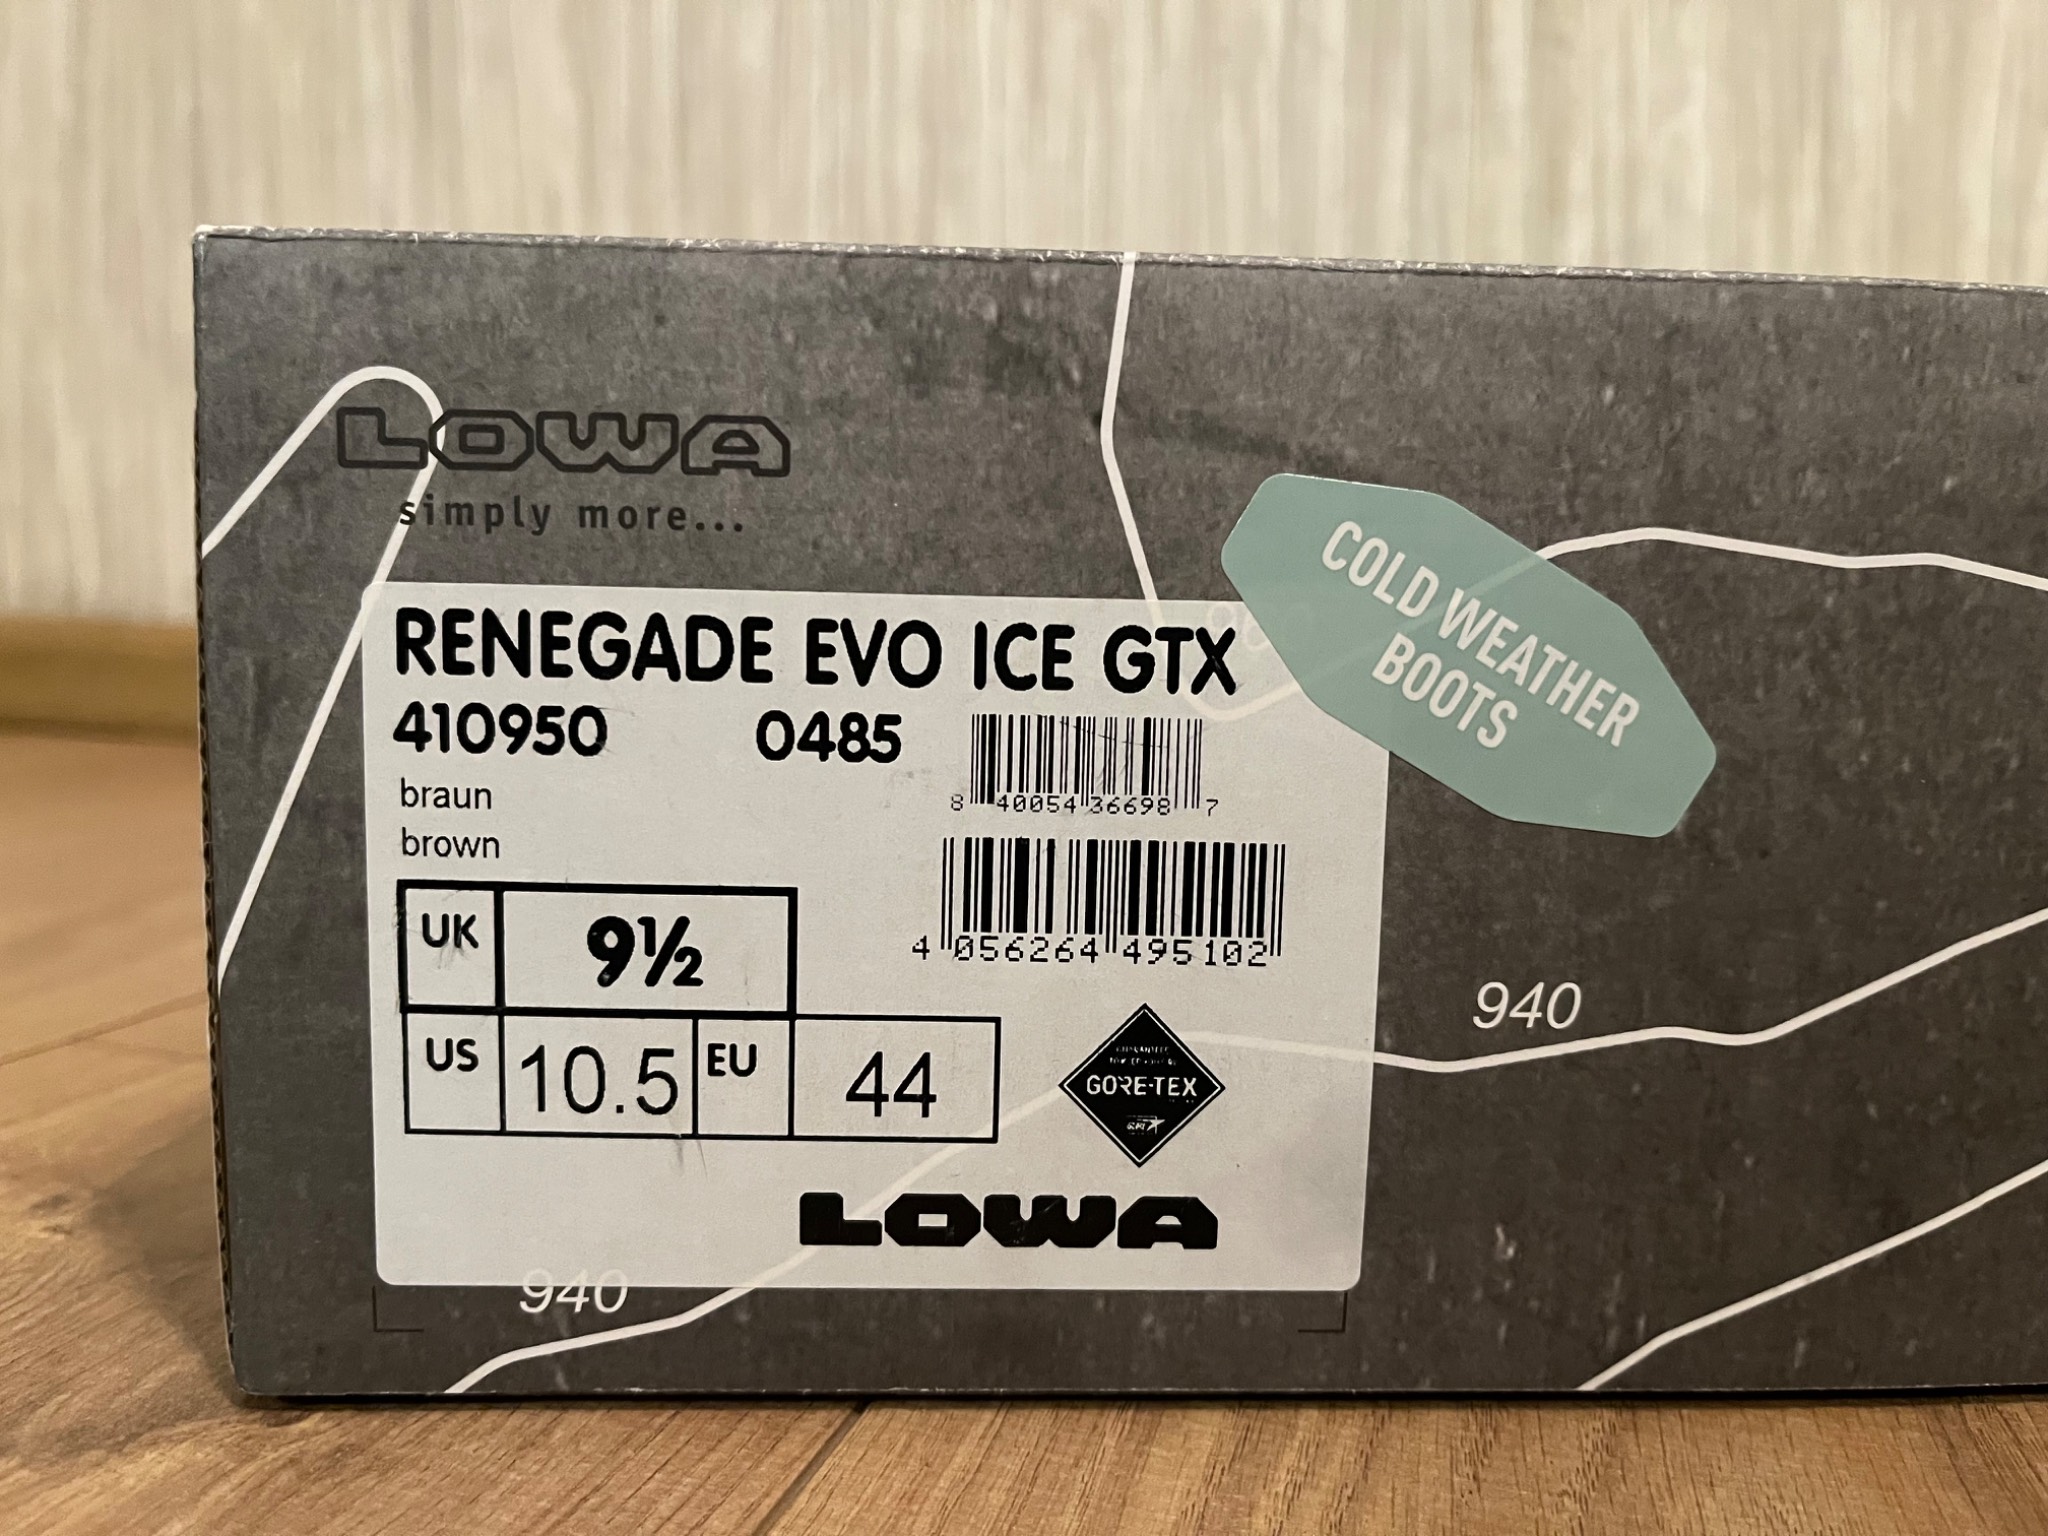 LOWA
simply more...
COLD WEATHER
BOOTS
RENEGADE EVO ICE GTX
410950 0485
braun
brown
8 40054 36698 7
4 056264 495102
UK 9½
US 10.5 EU 44
GORE-TEX
LOWA
940
940